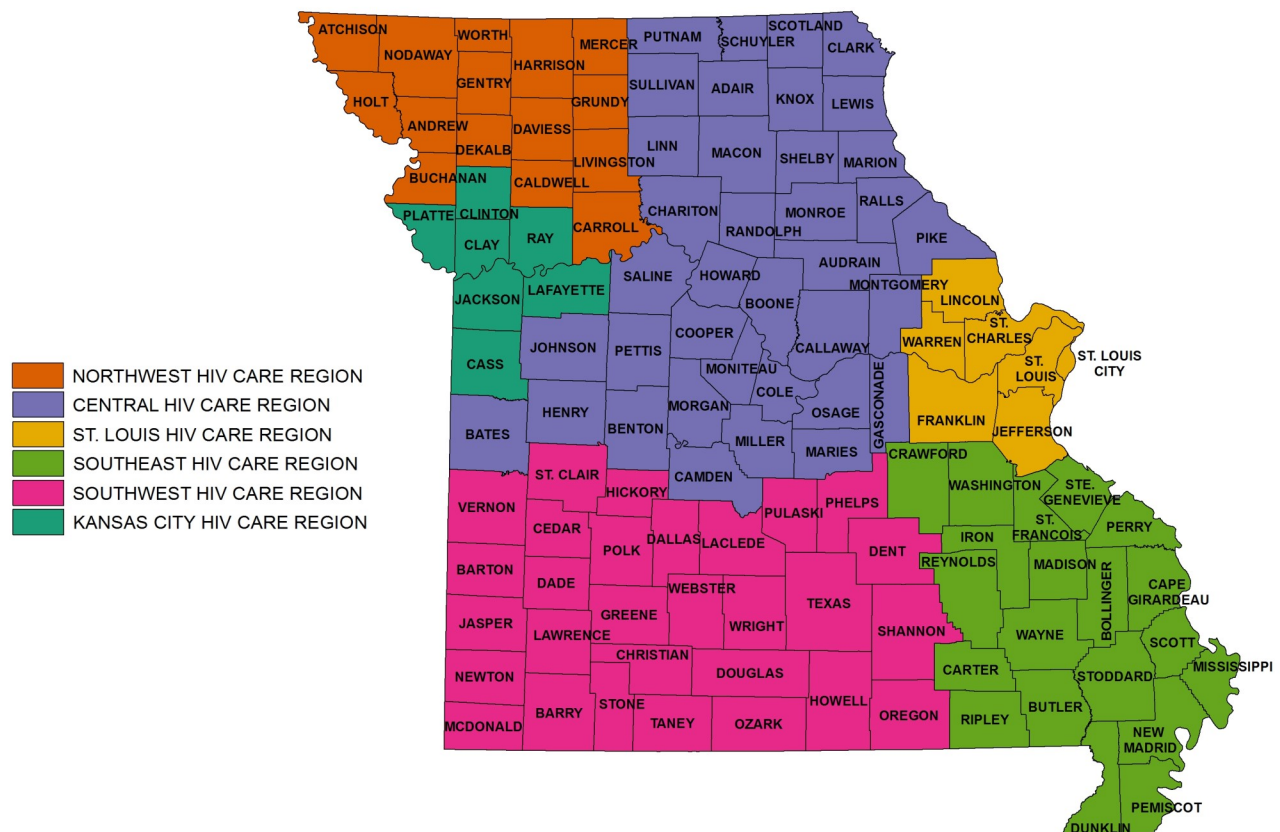 ATCHISON
NODAWAY
WORTH
HARRISON
MERCER
PUTNAM
SCHUYLER
SCOTLAND
CLARK
HOLT
GENTRY
GRUNDY
SULLIVAN
ADAIR
KNOX
LEWIS
ANDREW
DEKALB
DAVIESS
LIVINGSTON
LINN
MACON
SHELBY
MARION
BUCHANAN
CALDWELL
CHARITON
RANDOLPH
MONROE
RALLS
PLATTE
CLINTON
CLAY
RAY
CARROLL
AUDRAIN
PIKE
JACKSON
LAFAYETTE
SALINE
HOWARD
BOONE
MONTGOMERY
LINCOLN
CASS
JOHNSON
PETTIS
COOPER
MONITEAU
COLE
CALLAWAY
WARREN
ST.
CHARLES
ST.
LOUIS
ST. LOUIS
CITY
NORTHWEST HIV CARE REGION
CENTRAL HIV CARE REGION
ST. LOUIS HIV CARE REGION
SOUTHEAST HIV CARE REGION
SOUTHWEST HIV CARE REGION
KANSAS CITY HIV CARE REGION
BATES
HENRY
BENTON
MORGAN
MILLER
OSAGE
MARIES
GASCONADE
FRANKLIN
JEFFERSON
CAMDEN
VERNON
ST. CLAIR
HICKORY
PULASKI
PHELPS
CRAWFORD
WASHINGTON
STE.
GENEVIEVE
ST.
FRANCOIS
PERRY
CEDAR
POLK
DALLAS
LACLEDE
DENT
IRON
REYNOLDS
MADISON
BOLLINGER
CAPE
GIRARDEAU
BARTON
DADE
WEBSTER
TEXAS
JASPER
GREENE
WRIGHT
SHANNON
WAYNE
SCOTT
LAWRENCE
CHRISTIAN
DOUGLAS
CARTER
STODDARD
MISSISSIPPI
NEWTON
BARRY
STONE
HOWELL
MCDONALD
TANEY
OZARK
OREGON
RIPLEY
BUTLER
NEW
MADRID
PEMISCOT
DUNKLIN